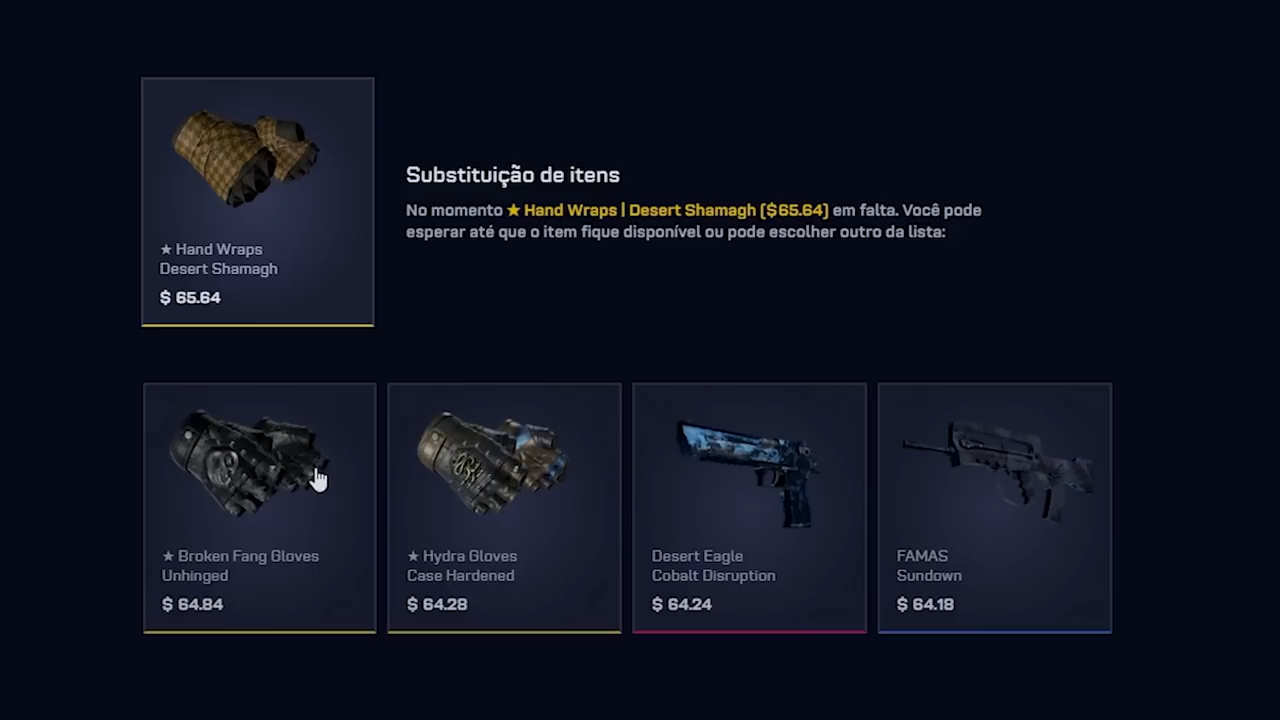 Substituição de itens
No momento ★ Hand Wraps | Desert Shamagh ($65.64) em falta. Você pode
esperar até que o item fique disponível ou pode escolher outro da lista:
★ Hand Wraps
Desert Shamagh
$ 65.64
★ Broken Fang Gloves
Unhinged
$ 64.84
★ Hydra Gloves
Case Hardened
$ 64.28
Desert Eagle
Cobalt Disruption
$ 64.24
FAMAS
Sundown
$ 64.18